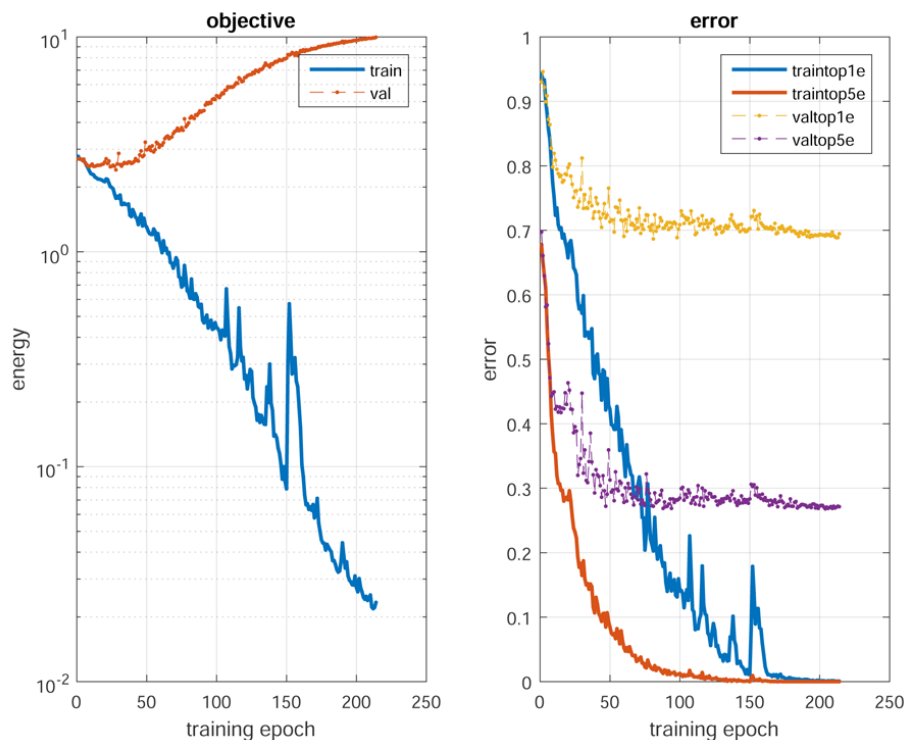 objective
10^1
10^0
10^-1
10^-2
energy
train
val
0
50
100
150
200
250
training epoch
error
1
0.9
0.8
0.7
0.6
0.5
0.4
0.3
0.2
0.1
0
error
traintop1e
traintop5e
valtop1e
valtop5e
0
50
100
150
200
250
training epoch